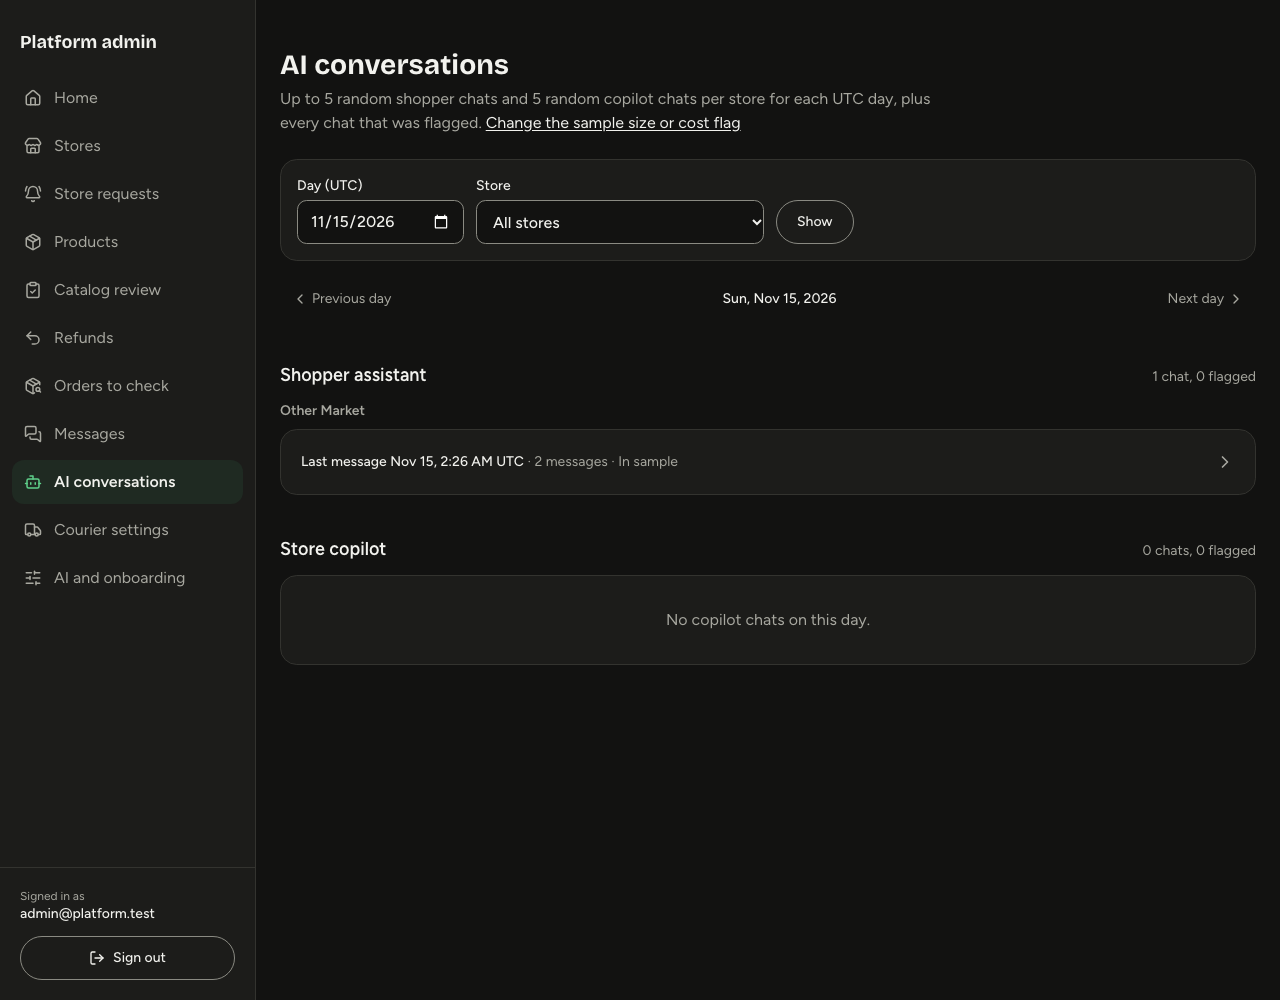 Platform admin
Home
Stores
Store requests
Products
Catalog review
Refunds
Orders to check
Messages
AI conversations
Courier settings
AI and onboarding
Signed in as
admin@platform.test
Sign out
AI conversations
Up to 5 random shopper chats and 5 random copilot chats per store for each UTC day, plus
every chat that was flagged. Change the sample size or cost flag
Day (UTC)
Store
11/15/2026
All stores
Show
Previous day
Sun, Nov 15, 2026
Next day
Shopper assistant
1 chat, 0 flagged
Other Market
Last message Nov 15, 2:26 AM UTC · 2 messages · In sample
Store copilot
0 chats, 0 flagged
No copilot chats on this day.